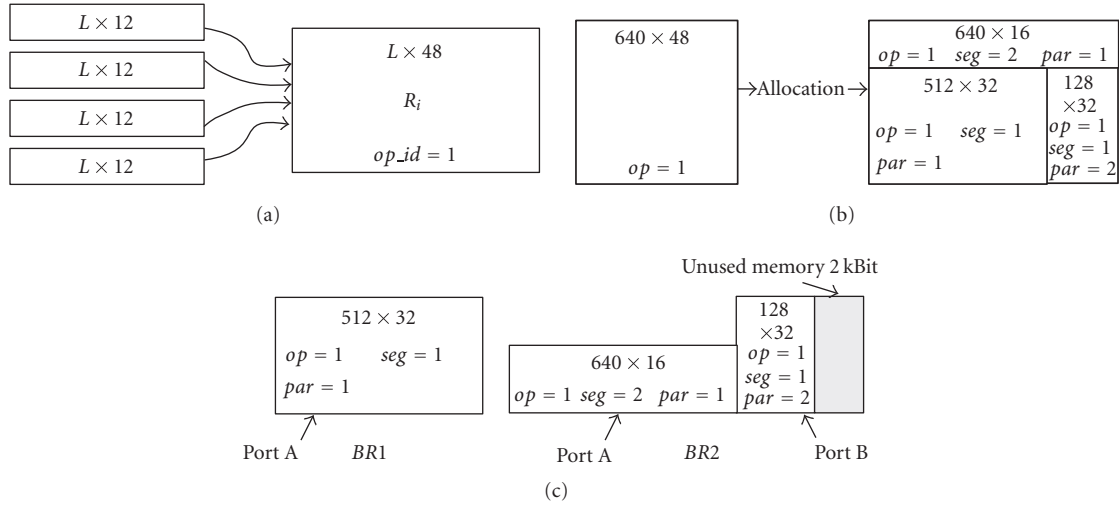 L × 12
L × 12
L × 12
L × 12
L × 48
R_i
op_id = 1
(a)
640 × 48
op = 1
Allocation
640 × 16
op = 1 seg = 2 par = 1
512 × 32
op = 1 seg = 1
par = 1
128
×32
op = 1
seg = 1
par = 2
(b)
512 × 32
op = 1 seg = 1
par = 1
Port A
BR1
640 × 16
op = 1 seg = 2 par = 1
Port A
BR2
Unused memory 2 kBit
128
×32
op = 1
seg = 1
par = 2
Port B
(c)